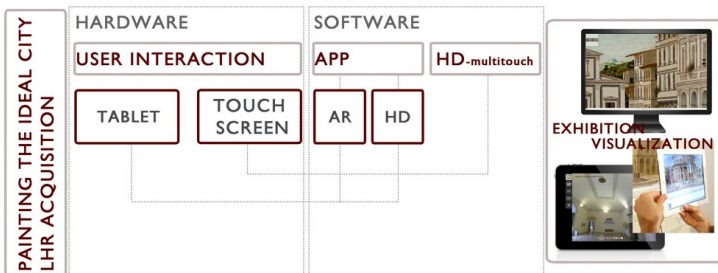 PAINTING THE IDEAL CITY
LHR ACQUISITION
HARDWARE
USER INTERACTION
TABLET
TOUCH
SCREEN
SOFTWARE
APP
HD-multitouch
AR
HD
EXHIBITION
VISUALIZATION